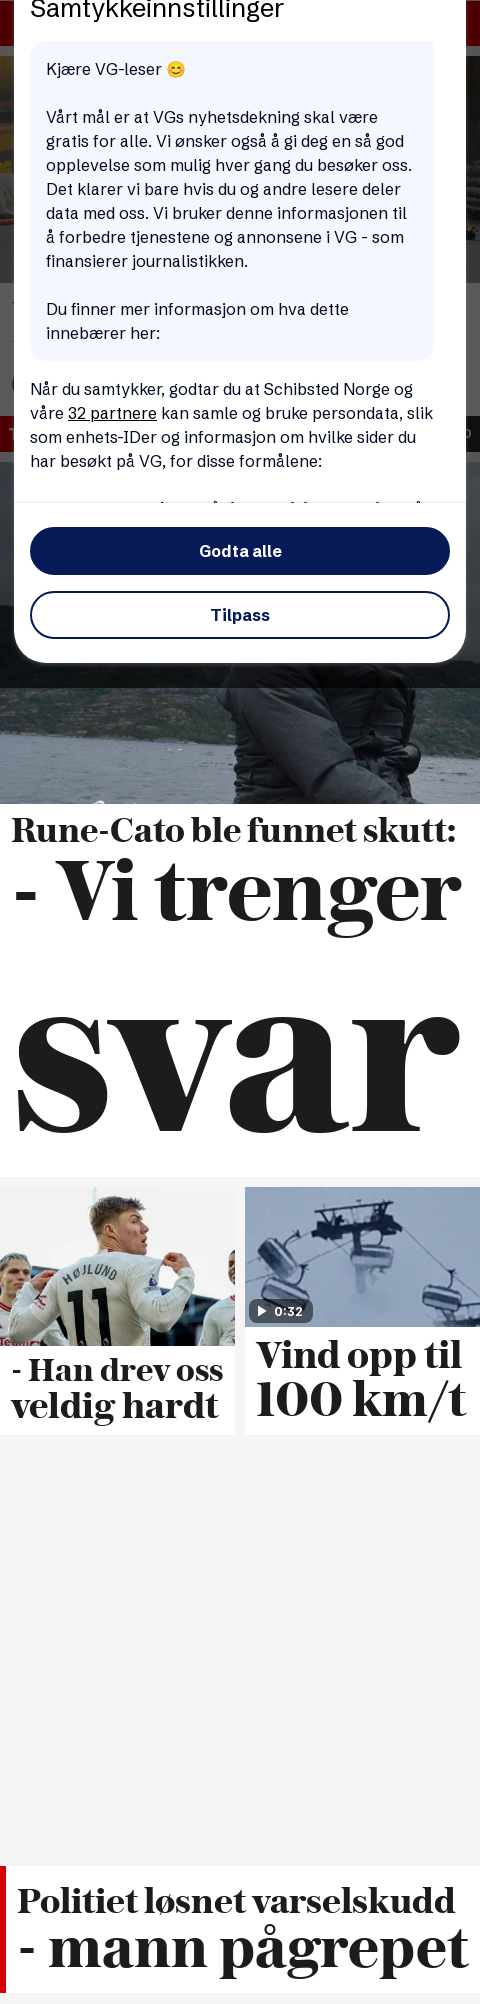 Samtykkeinnstillinger
Kjære VG-leser 😊
Vårt mål er at VGs nyhetsdekning skal være
gratis for alle. Vi ønsker også å gi deg en så god
opplevelse som mulig hver gang du besøker oss.
Det klarer vi bare hvis du og andre lesere deler
data med oss. Vi bruker denne informasjonen til
å forbedre tjenestene og annonsene i VG - som
finansierer journalistikken.
Du finner mer informasjon om hva dette
innebærer her:
Når du samtykker, godtar du at Schibsted Norge og
våre 32 partnere kan samle og bruke persondata, slik
som enhets-IDer og informasjon om hvilke sider du
har besøkt på VG, for disse formålene:
Godta alle
Tilpass
Rune-Cato ble funnet skutt:
- Vi trenger
svar
HØJLUND
11
- Han drev oss
veldig hardt
0:32
Vind opp til
100 km/t
Politiet løsnet varselskudd
- mann pågrepet